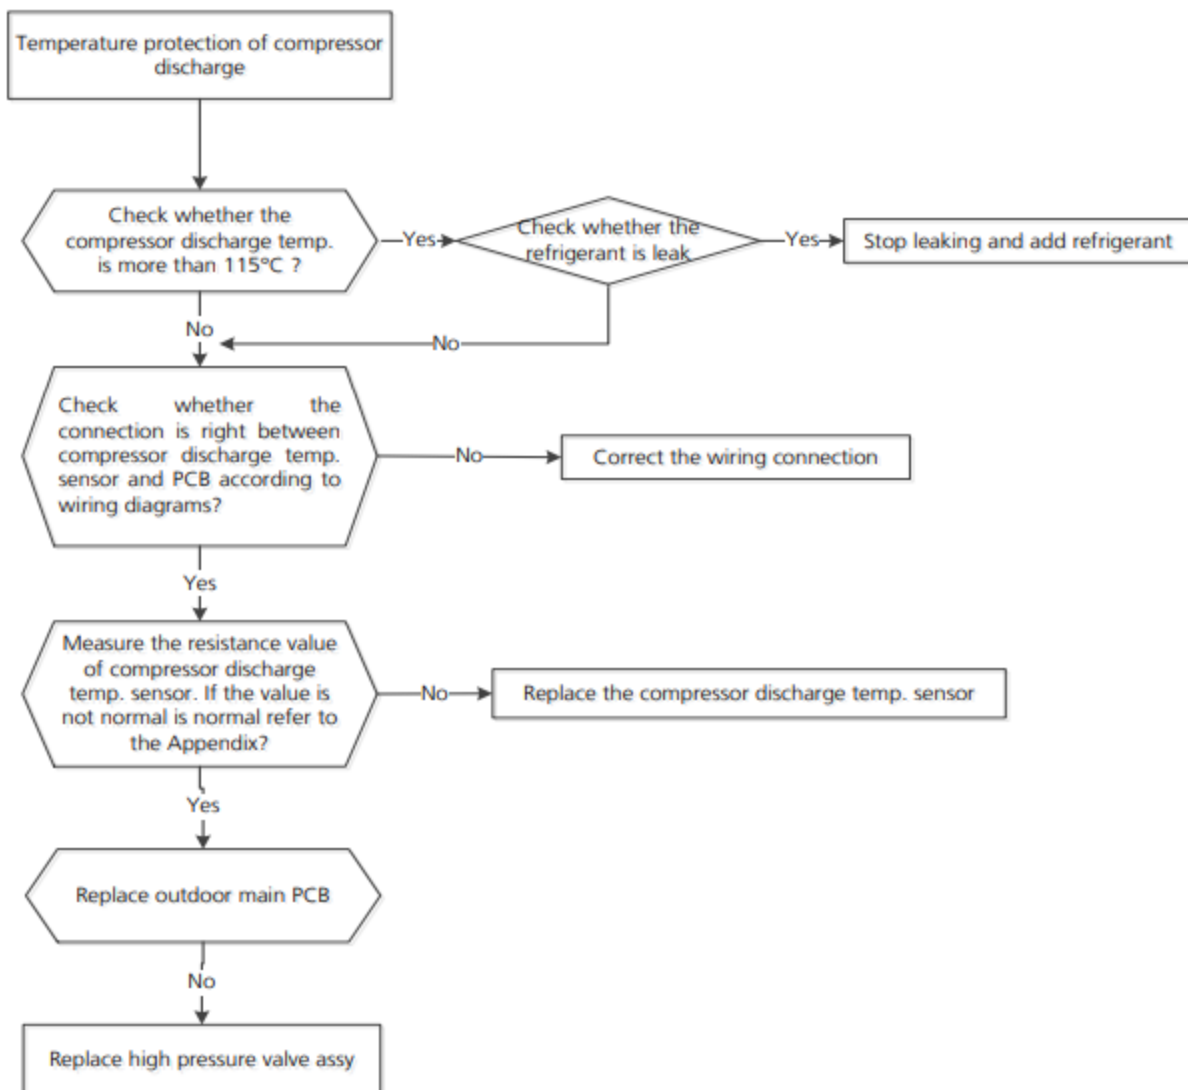 Temperature protection of compressor
discharge
Check whether the
compressor discharge temp.
is more than 115°C ?
Yes
Check whether the
refrigerant is leak
Yes
Stop leaking and add refrigerant
No
No
Check whether the
connection is right between
compressor discharge temp.
sensor and PCB according to
wiring diagrams?
No
Correct the wiring connection
Yes
Measure the resistance value
of compressor discharge
temp. sensor. If the value is
not normal is normal refer to
the Appendix?
No
Replace the compressor discharge temp. sensor
Yes
Replace outdoor main PCB
No
Replace high pressure valve assy